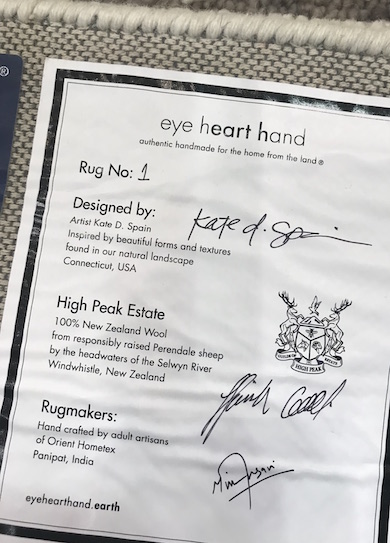 ®
eye heart hand
authentic handmade for the home from the land ®
Rug No: 1
Designed by:
Artist Kate D. Spain
Inspired by beautiful forms and textures
found in our natural landscape
Connecticut, USA
Kate d. Spain
High Peak Estate
100% New Zealand Wool
from responsibly raised Perendale sheep
by the headwaters of the Selwyn River
Windwhistle, New Zealand
HIGH PEAK
Rugmakers:
Hand crafted by adult artisans
of Orient Hometex
Panipat, India
eyehearthand.earth